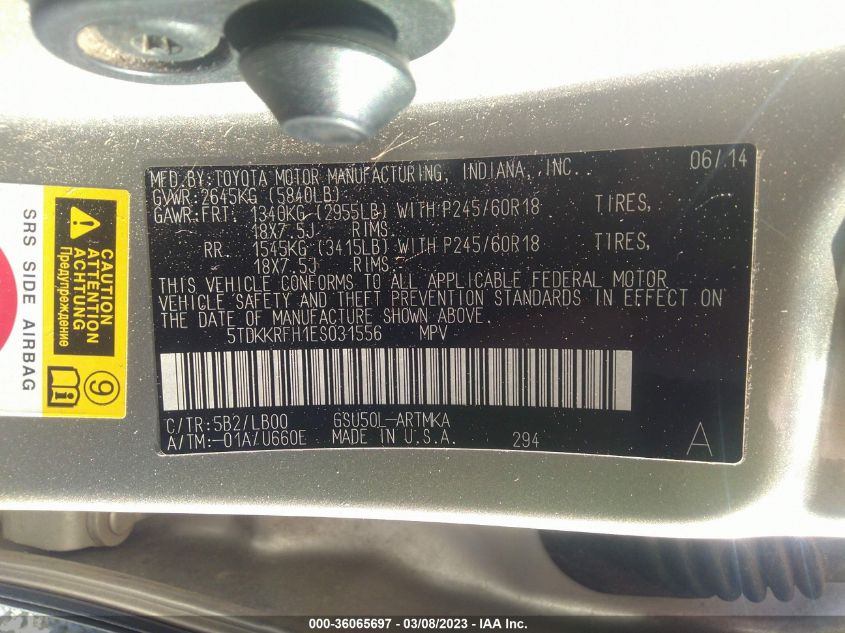 MFD.BY:TOYOTA MOTOR MANUFACTURING, INDIANA, INC. 06/14
GVWR:2645KG (5840LB)
GAWR:FRT. 1340KG (2955LB) WITH P245/60R18 TIRES,
18X7.5J RIMS.
RR. 1545KG (3415LB) WITH P245/60R18 TIRES,
18X7.5J RIMS.
THIS VEHICLE CONFORMS TO ALL APPLICABLE FEDERAL MOTOR
VEHICLE SAFETY AND THEFT PREVENTION STANDARDS IN EFFECT ON
THE DATE OF MANUFACTURE SHOWN ABOVE.
5TDKKRFH1ES031556 MPV
C/TR:5B2/LB00 GSU50L-ARTMKA
A/TM:-01A/U660E MADE IN U.S.A. 294 A
SRS SIDE AIRBAG
CAUTION
ATTENTION
ACHTUNG
Предупреждение
9
000-36065697 - 03/08/2023 - IAA Inc.